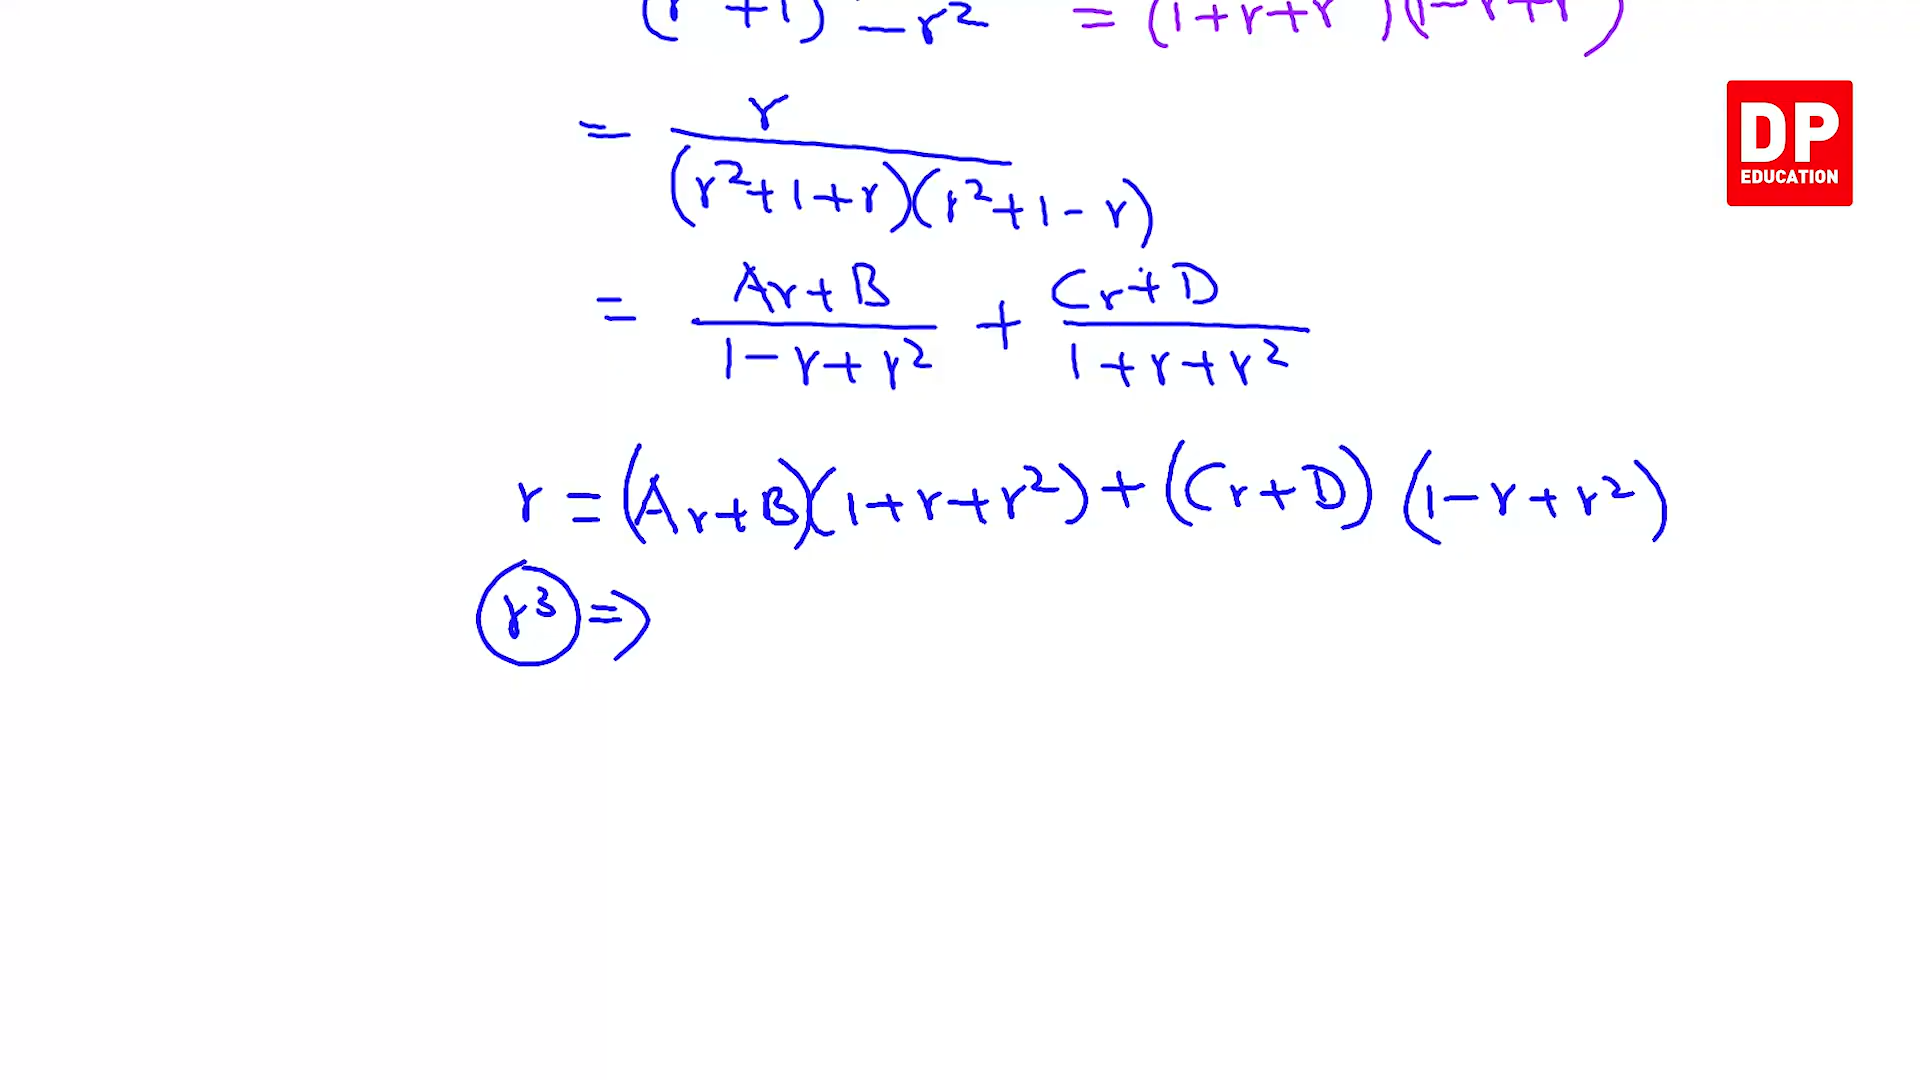 (r²+1)² - r² = (1+r+r²)(1-r+r²)
DP
EDUCATION
= r / (r²+1+r)(r²+1-r)
= Ar+B / 1-r+r² + Cr+D / 1+r+r²
r = (Ar+B)(1+r+r²) + (Cr+D)(1-r+r²)
r³ =>